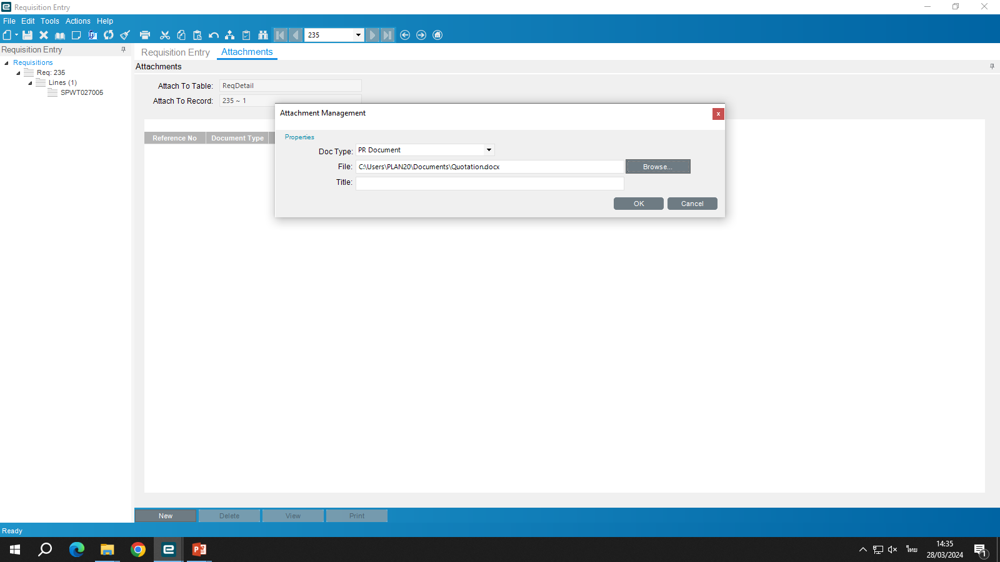 Requisition Entry
File Edit Tools Actions Help
235
Requisition Entry
Requisitions
Req: 235
Lines (1)
SPWT027005
Requisition Entry Attachments
Attachments
Attach To Table: ReqDetail
Attach To Record: 235 ~ 1
Reference No Document Type
Attachment Management
x
Properties
Doc Type: PR Document
File: C:\Users\PLAN20\Documents\Quotation.docx Browse...
Title:
OK Cancel
New Delete View Print
Ready
ไทย
14:35
28/03/2024
1